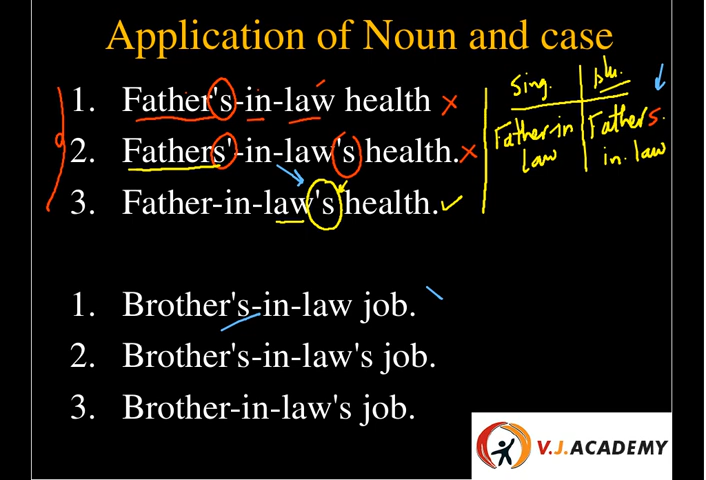 Application of Noun and case
1. Father's-in-law health ×
2. Fathers'-in-law's health. ×
3. Father-in-law's health. ✓
Sing. plu.
Father-in Fathers.
law in. law
1. Brother's-in-law job.
2. Brother's-in-law's job.
3. Brother-in-law's job.
V.J.ACADEMY